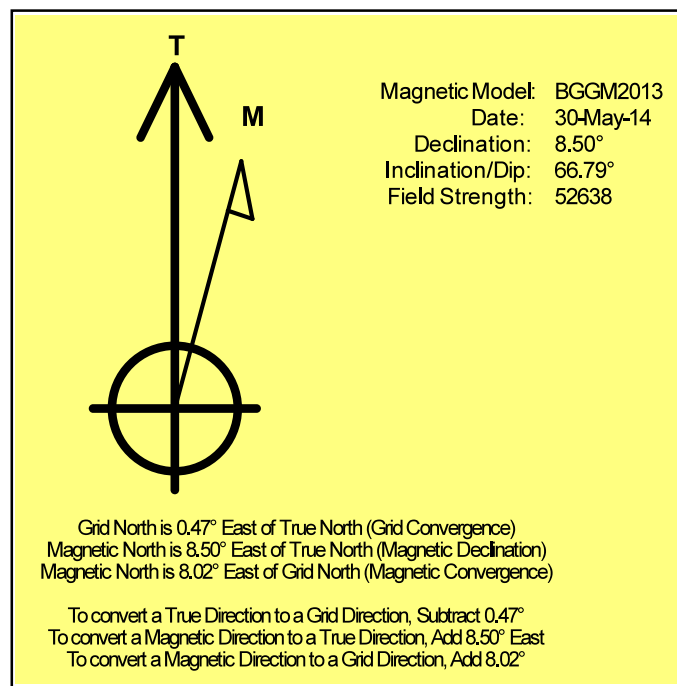 T
M
Magnetic Model: BGGM2013
Date: 30-May-14
Declination: 8.50°
Inclination/Dip: 66.79°
Field Strength: 52638
Grid North is 0.47° East of True North (Grid Convergence)
Magnetic North is 8.50° East of True North (Magnetic Declination)
Magnetic North is 8.02° East of Grid North (Magnetic Convergence)
To convert a True Direction to a Grid Direction, Subtract 0.47°
To convert a Magnetic Direction to a True Direction, Add 8.50° East
To convert a Magnetic Direction to a Grid Direction, Add 8.02°